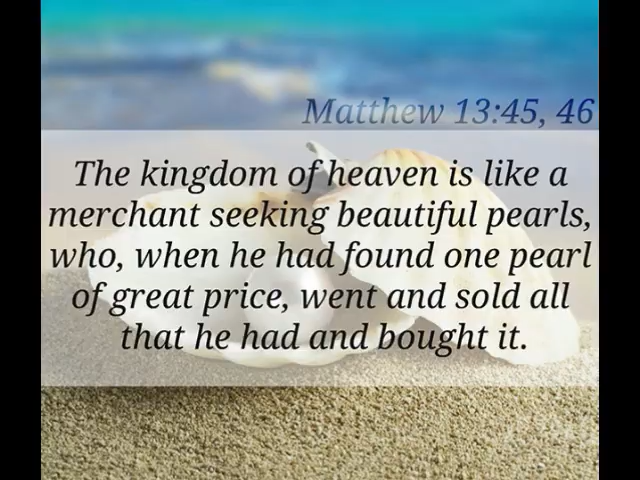 Matthew 13:45, 46
The kingdom of heaven is like a
merchant seeking beautiful pearls,
who, when he had found one pearl
of great price, went and sold all
that he had and bought it.